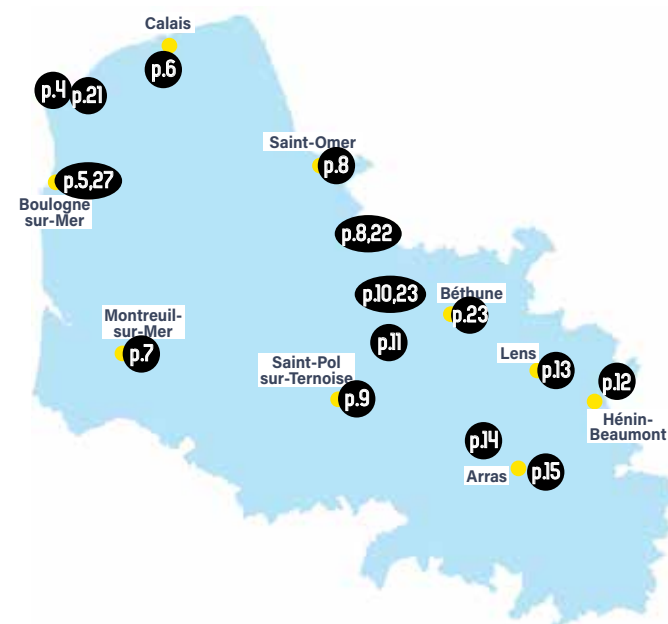 Calais
p.6
p.4
p.21
Saint-Omer
p.8
p.5,27
Boulogne
sur-Mer
p.8,22
p.10,23
Béthune
p.23
Montreuil-
sur-Mer
p.7
p.11
Saint-Pol
sur-Ternoise
p.9
Lens
p.13
p.12
Hénin-
Beaumont
p.14
Arras
p.15